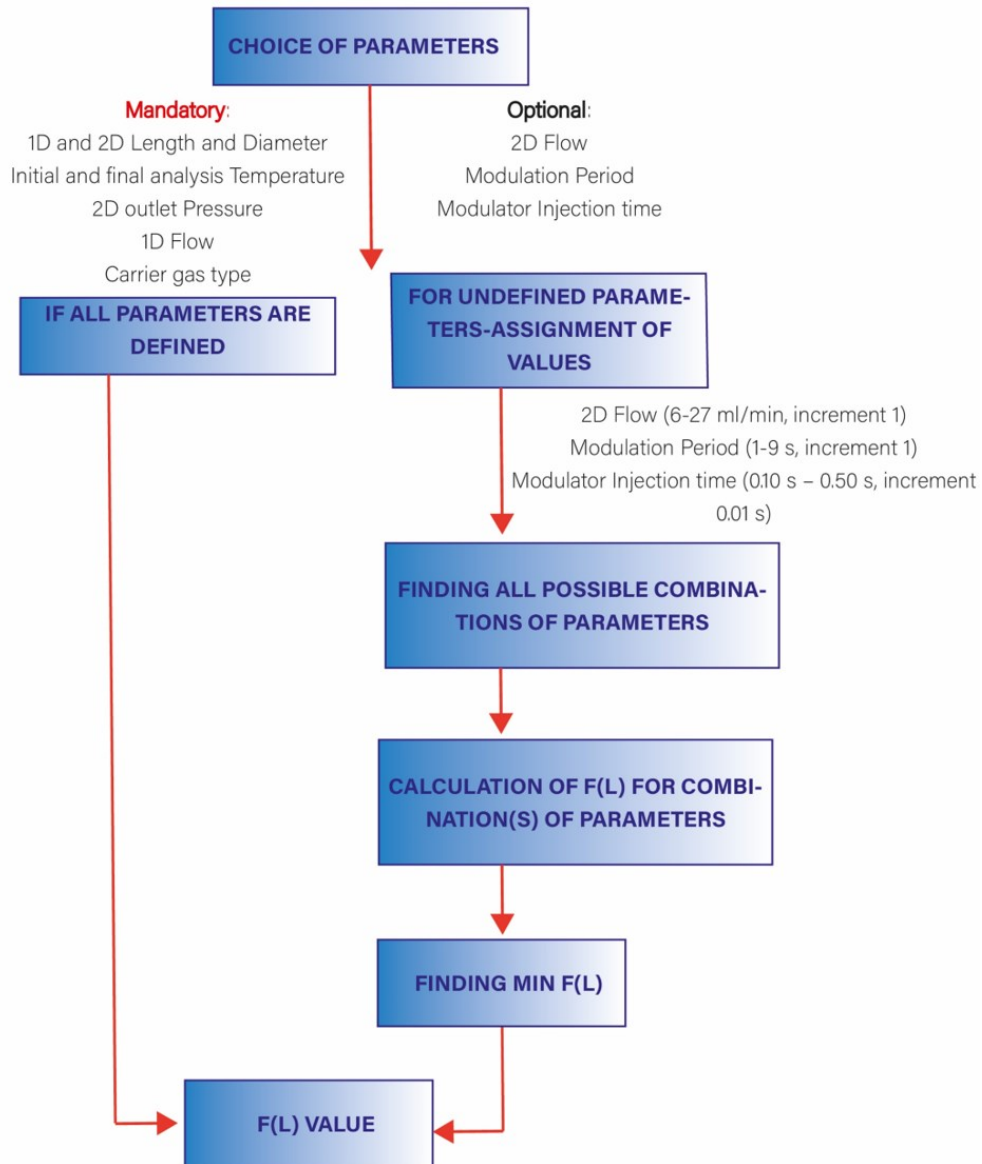 CHOICE OF PARAMETERS
Mandatory:
1D and 2D Length and Diameter
Initial and final analysis Temperature
2D outlet Pressure
1D Flow
Carrier gas type
Optional:
2D Flow
Modulation Period
Modulator Injection time
IF ALL PARAMETERS ARE
DEFINED
FOR UNDEFINED PARAME-
TERS-ASSIGNMENT OF
VALUES
2D Flow (6-27 ml/min, increment 1)
Modulation Period (1-9 s, increment 1)
Modulator Injection time (0.10 s – 0.50 s, increment
0.01 s)
FINDING ALL POSSIBLE COMBINA-
TIONS OF PARAMETERS
CALCULATION OF F(L) FOR COMBI-
NATION(S) OF PARAMETERS
FINDING MIN F(L)
F(L) VALUE